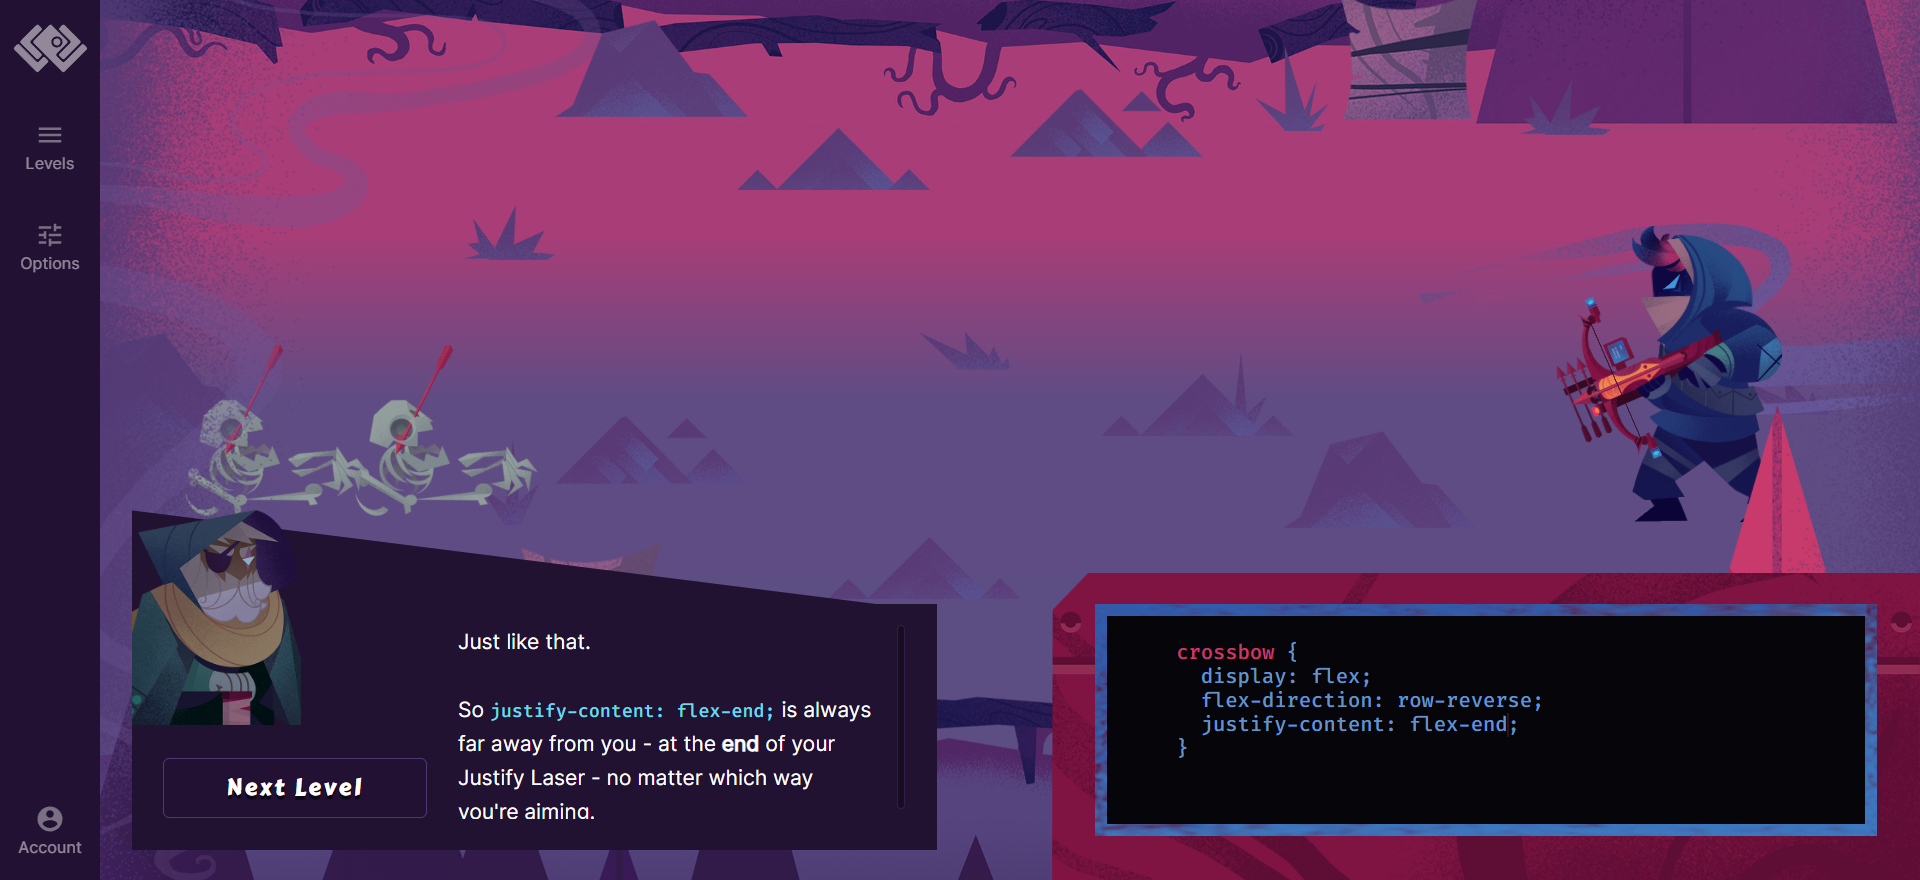 Levels
Options
Account
Just like that.
So justify-content: flex-end; is always
far away from you - at the end of your
Justify Laser - no matter which way
you're aiming.
Next Level
crossbow {
  display: flex;
  flex-direction: row-reverse;
  justify-content: flex-end;
}